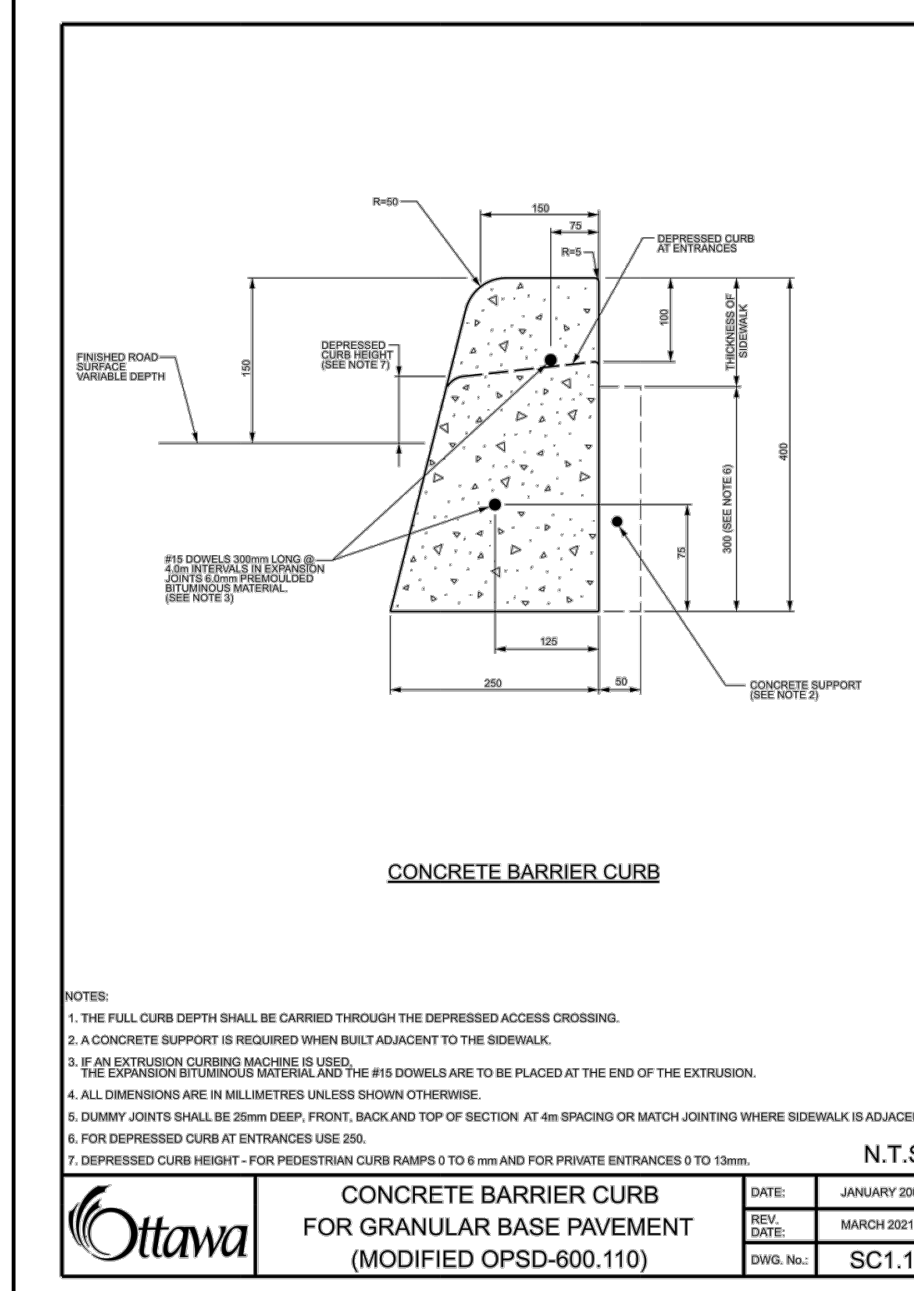 R=50
150
75
R=5
DEPRESSED CURB
AT ENTRANCES
FINISHED ROAD
SURFACE
VARIABLE DEPTH
150
DEPRESSED
CURB HEIGHT
(SEE NOTE 7)
100
THICKNESS OF
SIDEWALK
400
300 (SEE NOTE 6)
75
#15 DOWELS 300mm LONG @
4.0m INTERVALS IN EXPANSION
JOINTS 6.0mm PREMOULDED
BITUMINOUS MATERIAL.
(SEE NOTE 3)
125
250
50
CONCRETE SUPPORT
(SEE NOTE 2)
CONCRETE BARRIER CURB
NOTES:
1. THE FULL CURB DEPTH SHALL BE CARRIED THROUGH THE DEPRESSED ACCESS CROSSING.
2. A CONCRETE SUPPORT IS REQUIRED WHEN BUILT ADJACENT TO THE SIDEWALK.
3. IF AN EXTRUSION CURBING MACHINE IS USED,
THE EXPANSION BITUMINOUS MATERIAL AND THE #15 DOWELS ARE TO BE PLACED AT THE END OF THE EXTRUSION.
4. ALL DIMENSIONS ARE IN MILLIMETRES UNLESS SHOWN OTHERWISE.
5. DUMMY JOINTS SHALL BE 25mm DEEP, FRONT, BACK AND TOP OF SECTION AT 4m SPACING OR MATCH JOINTING WHERE SIDEWALK IS
6. FOR DEPRESSED CURB AT ENTRANCES USE 250.
7. DEPRESSED CURB HEIGHT - FOR PEDESTRIAN CURB RAMPS 0 TO 6 mm AND FOR PRIVATE ENTRANCES 0 TO 13mm.
N.T.S
Ottawa
CONCRETE BARRIER CURB
FOR GRANULAR BASE PAVEMENT
(MODIFIED OPSD-600.110)
DATE:
JANUARY
REV.
DATE:
MARCH 2021
DWG. No.:
SC1.1